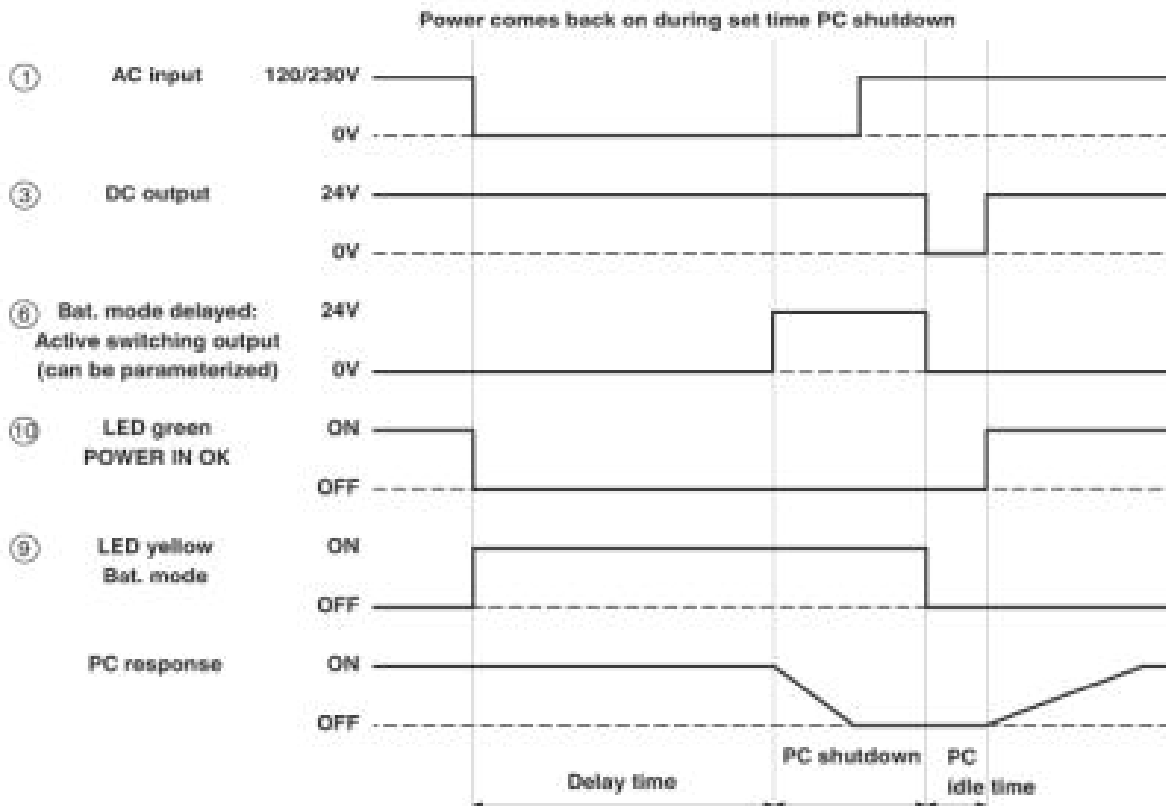 Power comes back on during set time PC shutdown
① AC input 120/230V
0V
③ DC output 24V
0V
⑥ Bat. mode delayed: 24V
Active switching output
(can be parameterized) 0V
⑩ LED green ON
POWER IN OK
OFF
⑨ LED yellow ON
Bat. mode
OFF
PC response ON
OFF
PC shutdown PC
Delay time idle time